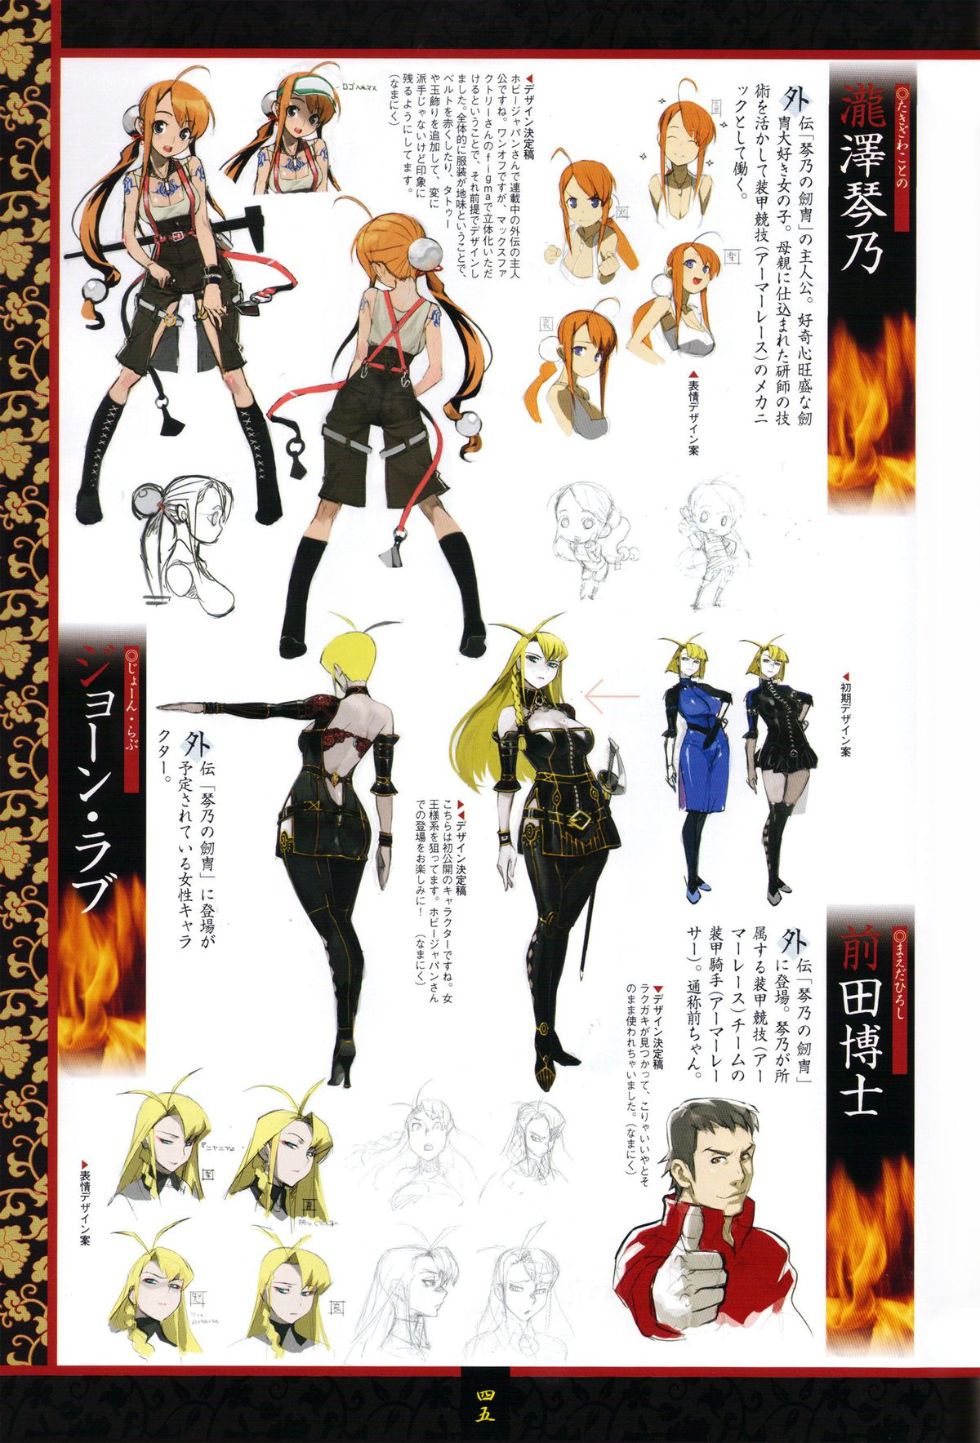 ◎たきざわことの
瀧澤琴乃
外伝「琴乃の劒冑」の主人公。好奇心旺盛な劒
冑大好き女の子。母親に仕込まれた研師の技
術を活かして装甲競技(アーマーレース)のメカニ
ックとして働く。
▲表情デザイン案
▼デザイン決定稿
ホビージャパンさんで連載中の外伝の主人
公ですね。ワンオフですが、マックスファ
クトリーさんのfigmaで立体化いただ
けるということで、それ前提でデザインし
ました。全体的に服装が地味ということで、
ベルトを赤くしたり、タトゥー
や玉飾りを追加して、変に
派手じゃないけど印象に
残るようにしてます。
(なまにく)
◎じょーん・らぶ
ジョーン・ラブ
外伝「琴乃の劒冑」に登場が
予定されている女性キャラ
クター。
▼▼デザイン決定稿
こちらは初公開のキャラクターですね。女
王様系を狙ってます。ホビージャパンさん
での登場をお楽しみに! (なまにく)
▲初期デザイン案
▲表情デザイン案
◎まえだひろし
前田博士
外伝「琴乃の劒冑」
に登場。琴乃が所
属する装甲競技(アー
マーレース)チームの
装甲騎手(アーマーレー
サー)。通称前ちゃん。
▼デザイン決定稿
ラクガキが見つかって、こりゃいいやとそ
のまま使われちゃいました。(なまにく)
四五